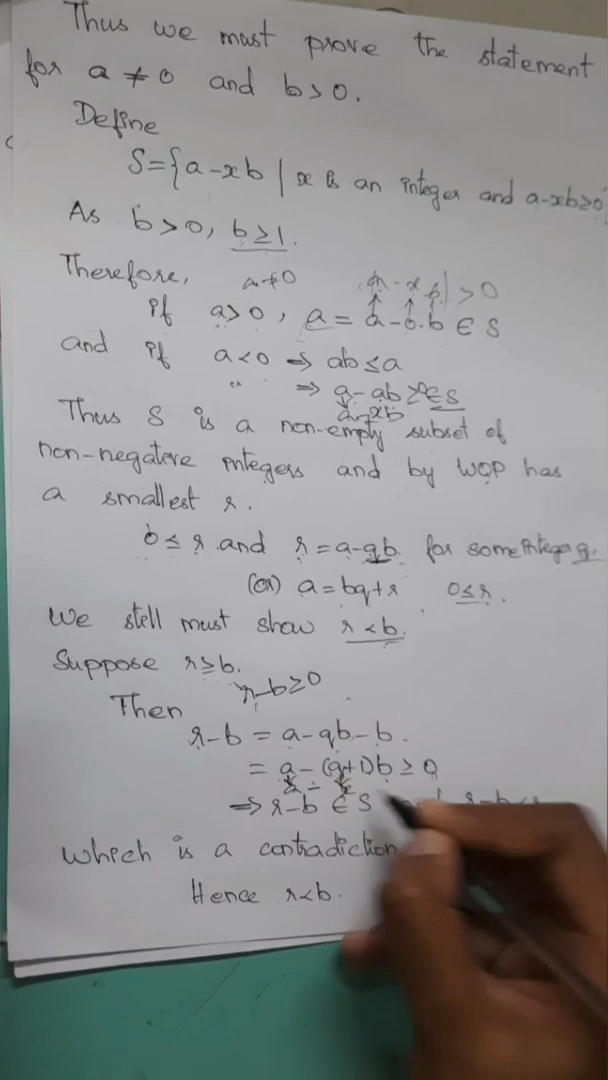 Thus we must prove the statement
for a ≠ 0 and b > 0.
Define
S = { a - xb | x is an integer and a - xb ≥ 0
As b > 0, b ≥ 1.
Therefore, a ≠ 0 > 0
if a > 0, a = a - 0.b ∈ S
and if a < 0 ⇒ ab ≤ a
⇒ a - ab ≥ 0 ∈ S
a - xb
Thus S is a non-empty subset of
non-negative integers and by WOP has
a smallest r.
0 ≤ r and r = a - qb for some integer q.
(or) a = bq + r 0 ≤ r.
We still must show r < b.
Suppose r ≥ b.
r - b ≥ 0
Then
r - b = a - qb - b.
= a - (q+1)b ≥ 0
⇒ r - b ∈ S
which is a contradiction
Hence r < b.